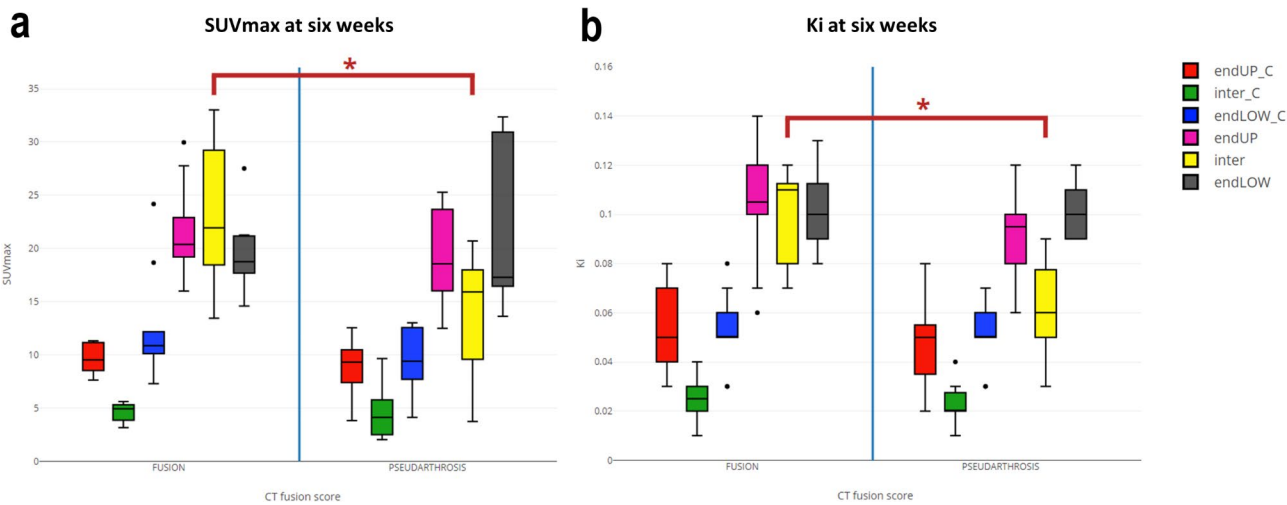 a
SUVmax at six weeks
*
35
30
25
20
15
10
5
0
SUVmax
FUSION
PSEUDARTHROSIS
CT fusion score
b
Ki at six weeks
*
0.16
0.14
0.12
0.1
0.08
0.06
0.04
0.02
0
Ki
FUSION
PSEUDARTHROSIS
CT fusion score
endUP_C
inter_C
endLOW_C
endUP
inter
endLOW